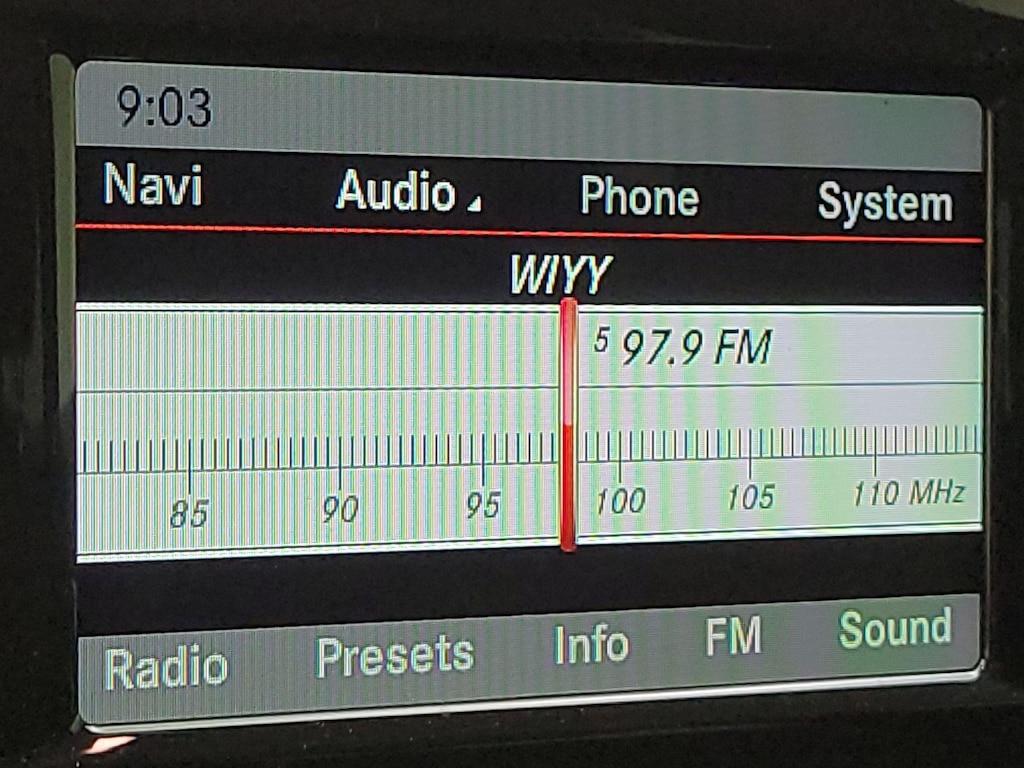 9:03
Navi Audio Phone System
WIYY
5 97.9 FM
85 90 95 100 105 110 MHz
Radio Presets Info FM Sound